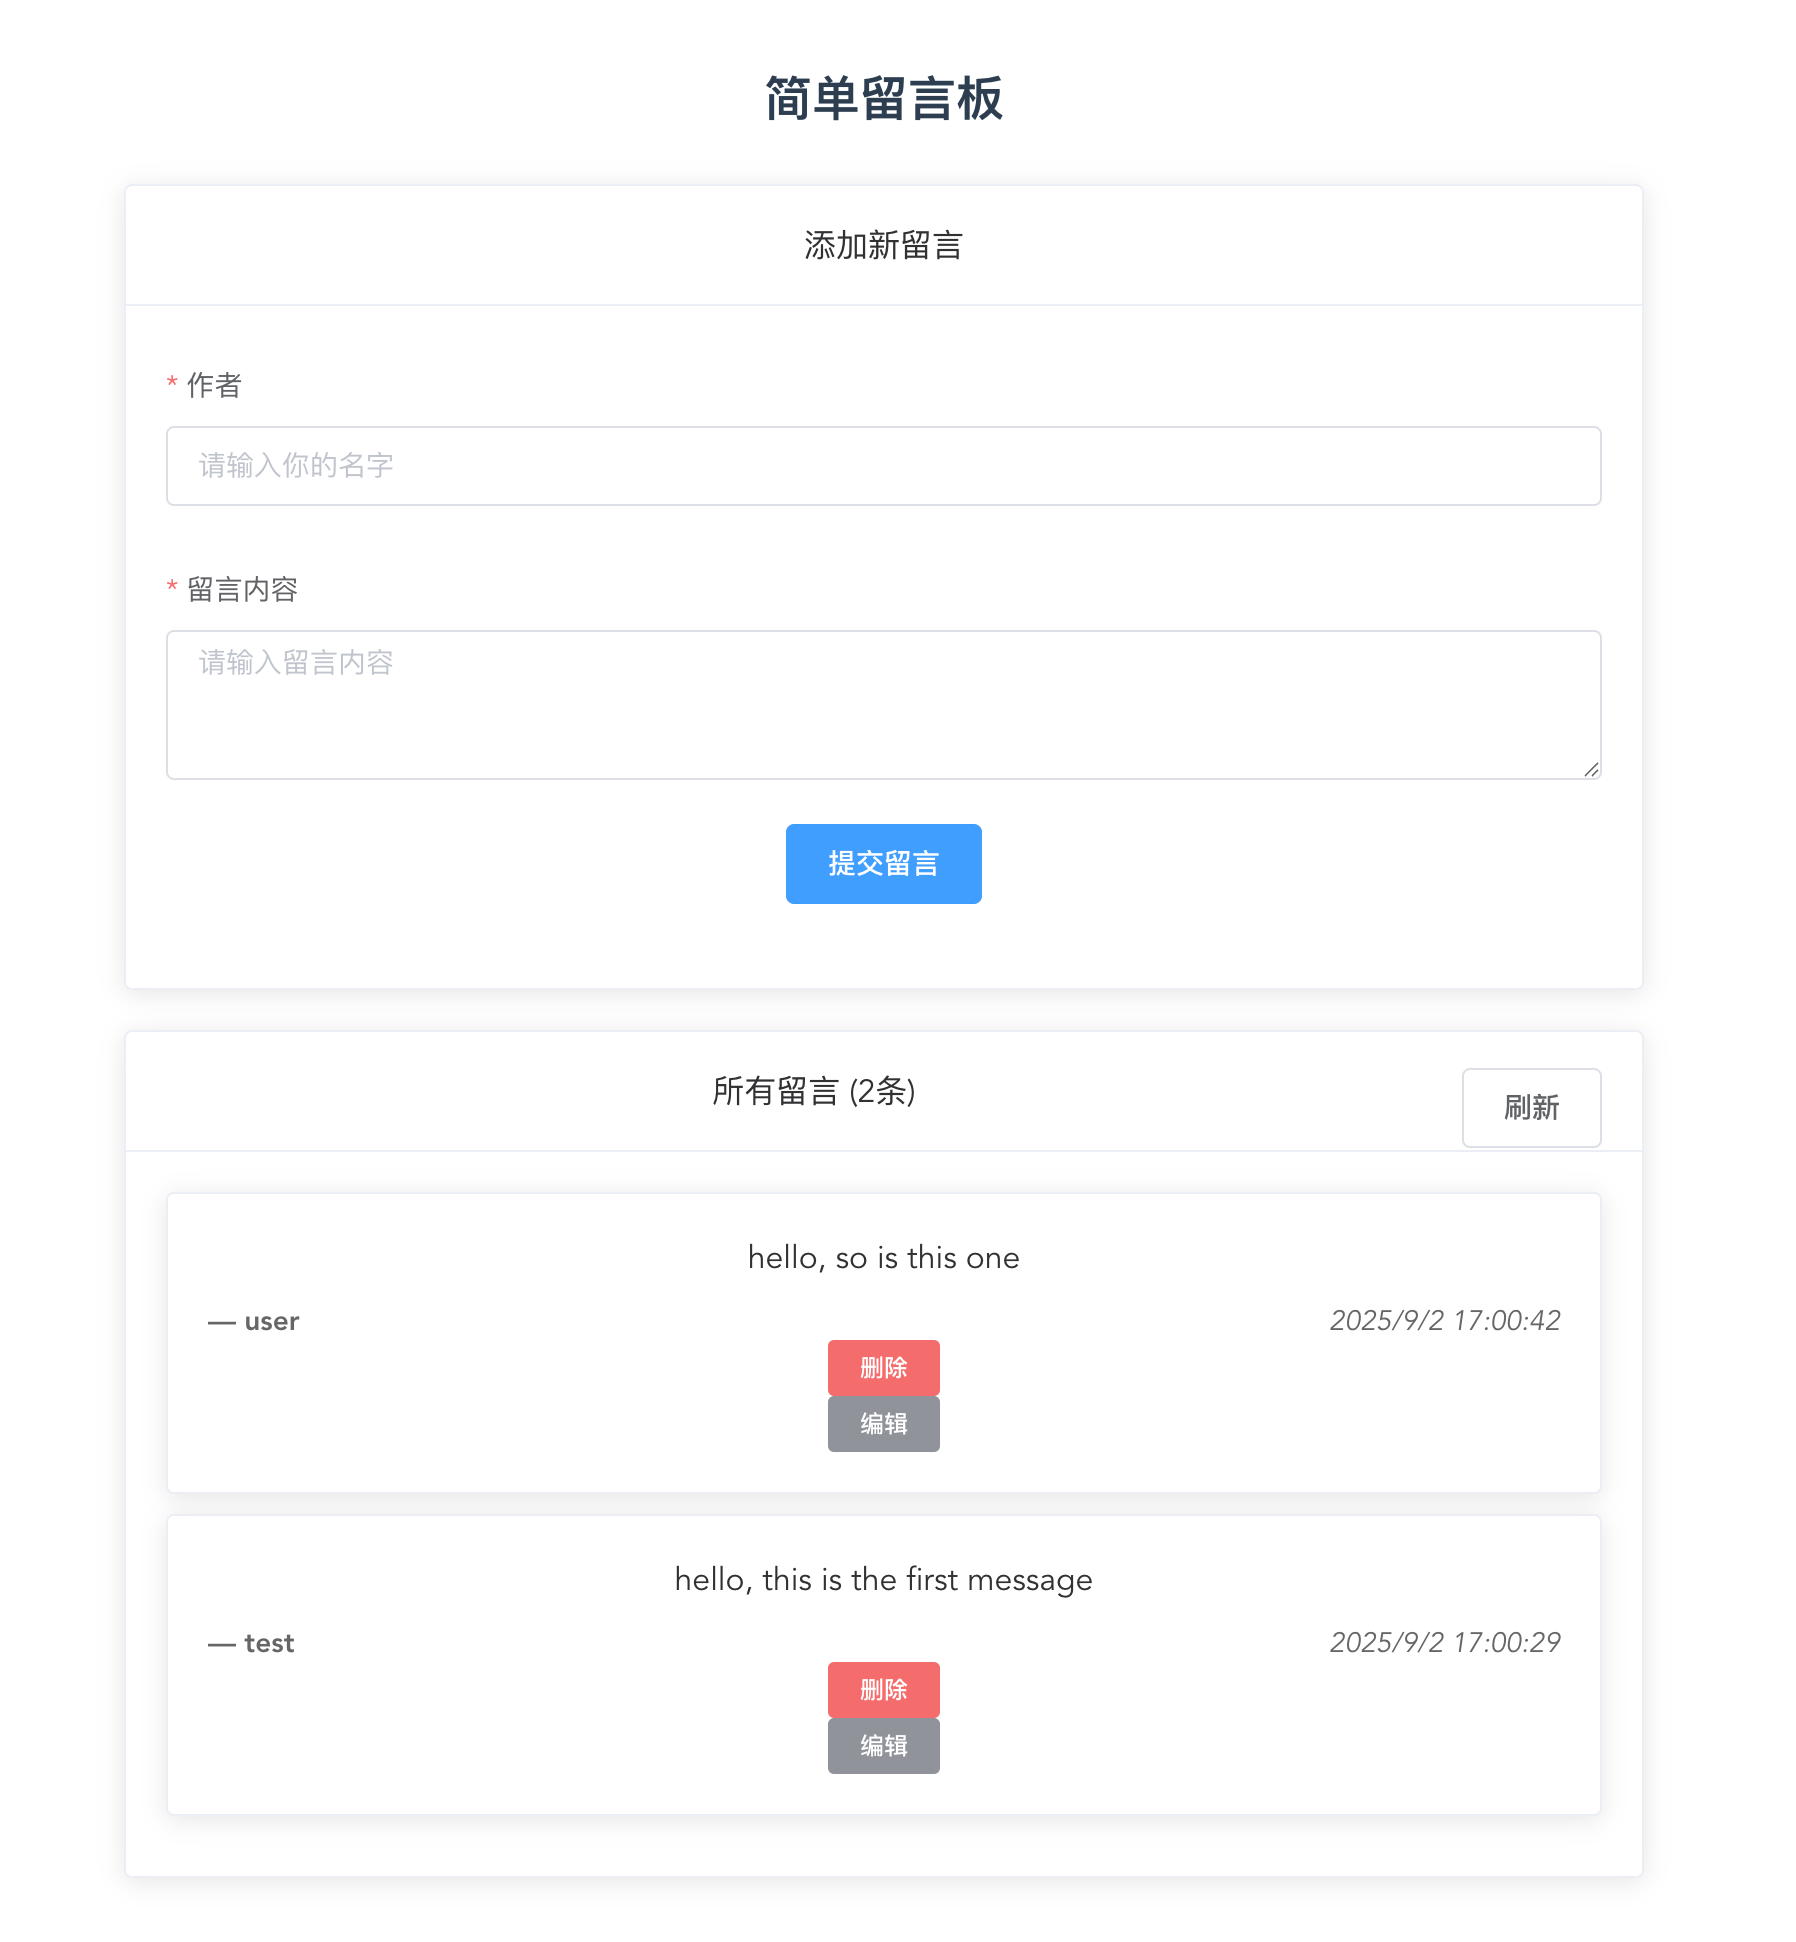 简单留言板
添加新留言
* 作者
请输入你的名字
* 留言内容
请输入留言内容
提交留言
所有留言 (2条)
刷新
hello, so is this one
— user
2025/9/2 17:00:42
删除
编辑
hello, this is the first message
— test
2025/9/2 17:00:29
删除
编辑